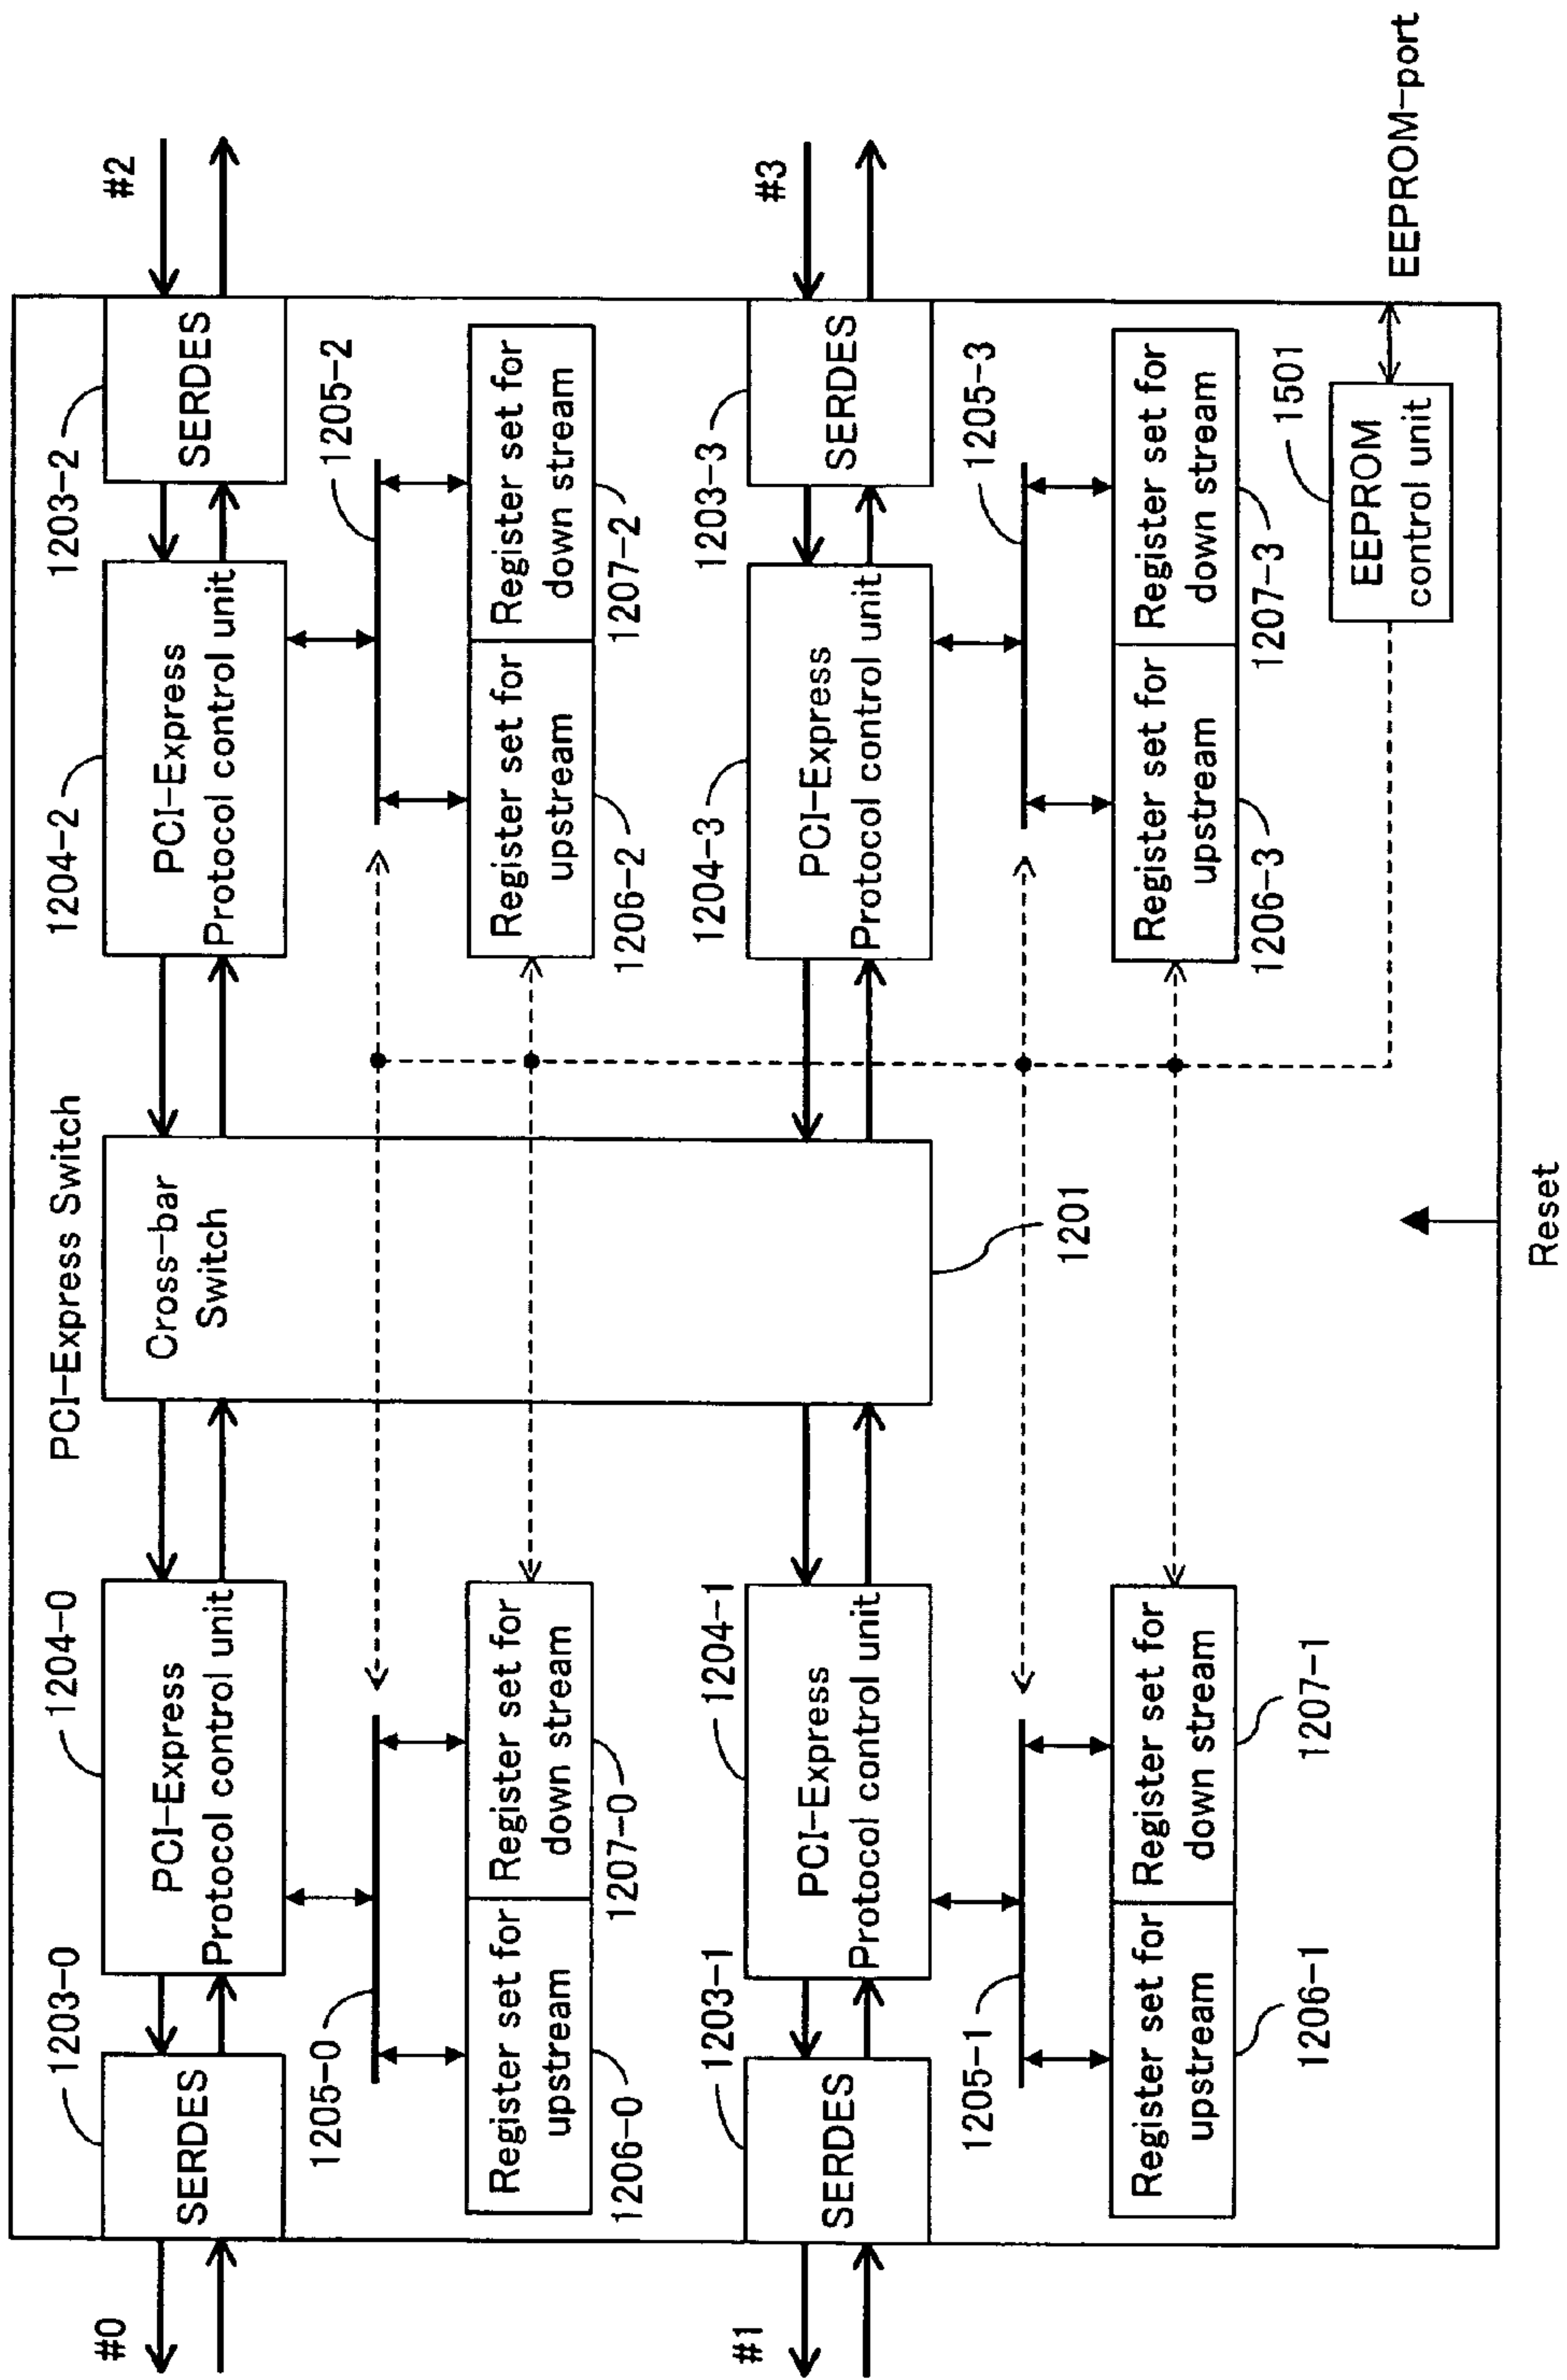 PCI-Express Switch
#0
1203-0
SERDES
1204-0
PCI-Express
Protocol control unit
Cross-bar
Switch
1204-2
PCI-Express
Protocol control unit
1203-2
SERDES
#2
1205-0
1205-2
Register set for
upstream
Register set for
down stream
1206-0
1207-0
Register set for
upstream
Register set for
down stream
1206-2
1207-2
#1
1203-1
SERDES
1204-1
PCI-Express
Protocol control unit
1204-3
PCI-Express
Protocol control unit
1203-3
SERDES
#3
1205-1
1201
1205-3
Register set for
upstream
Register set for
down stream
1206-1
1207-1
Register set for
upstream
Register set for
down stream
1206-3
1207-3
1501
EEPROM
control unit
EEPROM-port
Reset